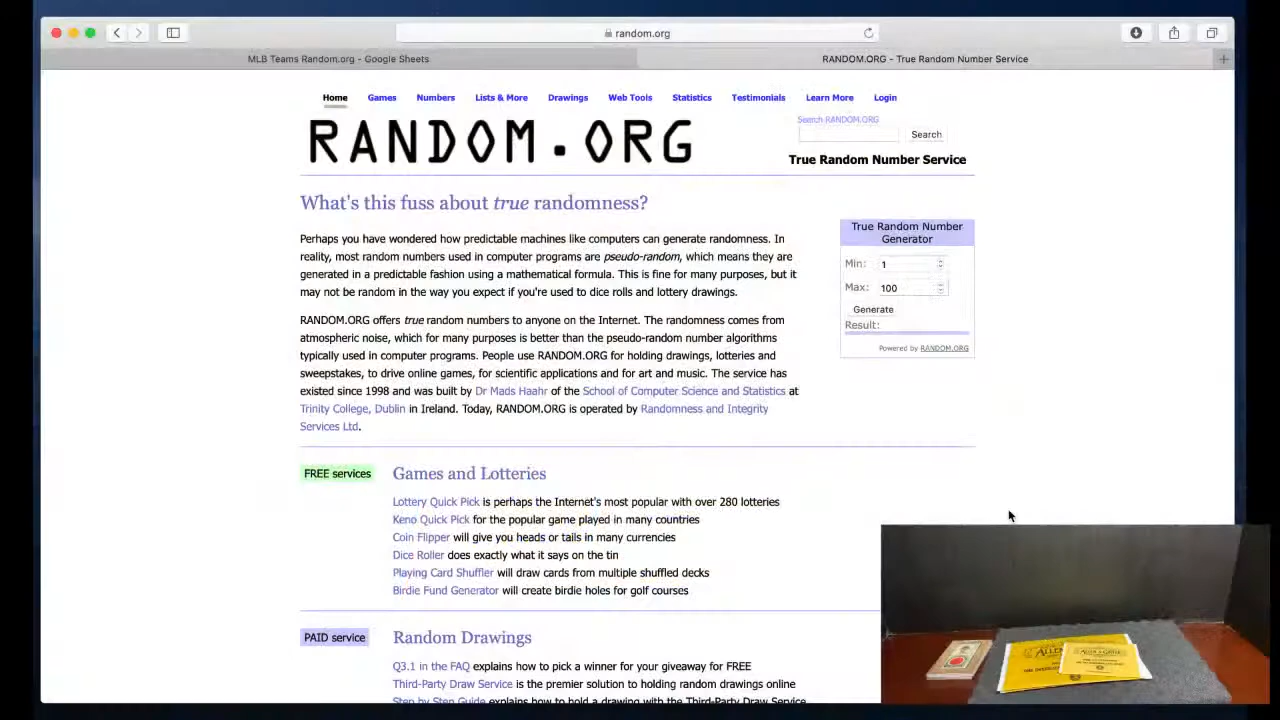 random.org
MLB Teams Random.org - Google Sheets
RANDOM.ORG - True Random Number Service
Home Games Numbers Lists & More Drawings Web Tools Statistics Testimonials Learn More Login
RANDOM.ORG
Search RANDOM.ORG
Search
True Random Number Service
What's this fuss about true randomness?
Perhaps you have wondered how predictable machines like computers can generate randomness. In
reality, most random numbers used in computer programs are pseudo-random, which means they are
generated in a predictable fashion using a mathematical formula. This is fine for many purposes, but it
may not be random in the way you expect if you're used to dice rolls and lottery drawings.
RANDOM.ORG offers true random numbers to anyone on the Internet. The randomness comes from
atmospheric noise, which for many purposes is better than the pseudo-random number algorithms
typically used in computer programs. People use RANDOM.ORG for holding drawings, lotteries and
sweepstakes, to drive online games, for scientific applications and for art and music. The service has
existed since 1998 and was built by Dr Mads Haahr of the School of Computer Science and Statistics at
Trinity College, Dublin in Ireland. Today, RANDOM.ORG is operated by Randomness and Integrity
Services Ltd.
True Random Number
Generator
Min: 1
Max: 100
Generate
Result:
Powered by RANDOM.ORG
FREE services
Games and Lotteries
Lottery Quick Pick is perhaps the Internet's most popular with over 280 lotteries
Keno Quick Pick for the popular game played in many countries
Coin Flipper will give you heads or tails in many currencies
Dice Roller does exactly what it says on the tin
Playing Card Shuffler will draw cards from multiple shuffled decks
Birdie Fund Generator will create birdie holes for golf courses
PAID service
Random Drawings
Q3.1 in the FAQ explains how to pick a winner for your giveaway for FREE
Third-Party Draw Service is the premier solution to holding random drawings online
Step by Step Guide explains how to hold a drawing with the Third-Party Draw Service